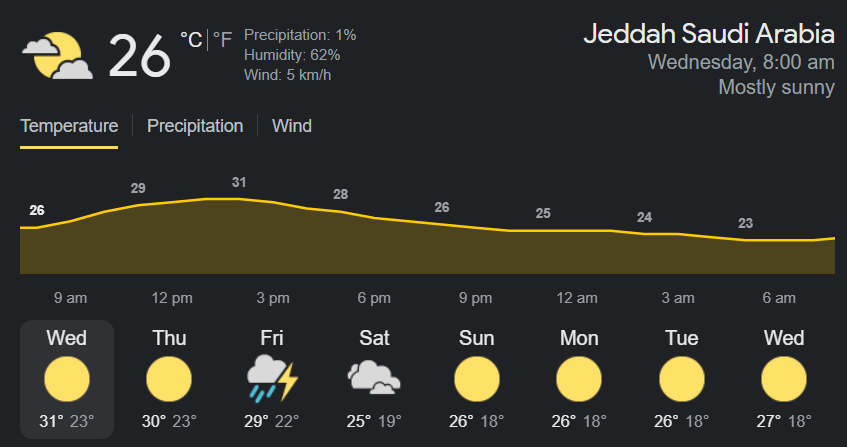 26 °C | °F
Precipitation: 1%
Humidity: 62%
Wind: 5 km/h
Jeddah Saudi Arabia
Wednesday, 8:00 am
Mostly sunny
Temperature | Precipitation | Wind
26 29 31 28 26 25 24 23
9 am 12 pm 3 pm 6 pm 9 pm 12 am 3 am 6 am
Wed Thu Fri Sat Sun Mon Tue Wed
31° 23° 30° 23° 29° 22° 25° 19° 26° 18° 26° 18° 26° 18° 27° 18°